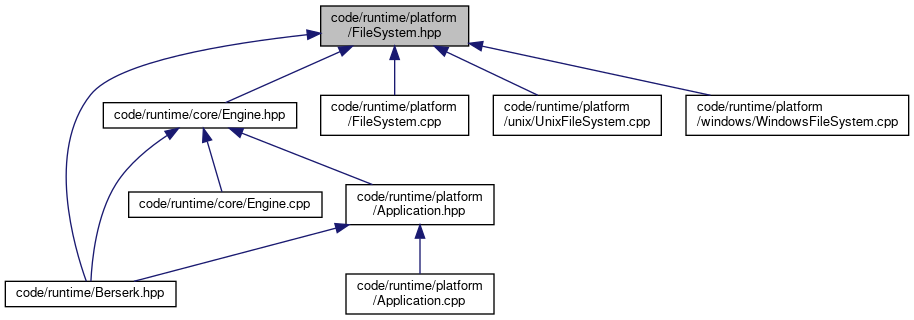 code/runtime/platform
/FileSystem.hpp
code/runtime/core/Engine.hpp
code/runtime/platform
/FileSystem.cpp
code/runtime/platform
/unix/UnixFileSystem.cpp
code/runtime/platform
/windows/WindowsFileSystem.cpp
code/runtime/core/Engine.cpp
code/runtime/platform
/Application.hpp
code/runtime/Berserk.hpp
code/runtime/platform
/Application.cpp